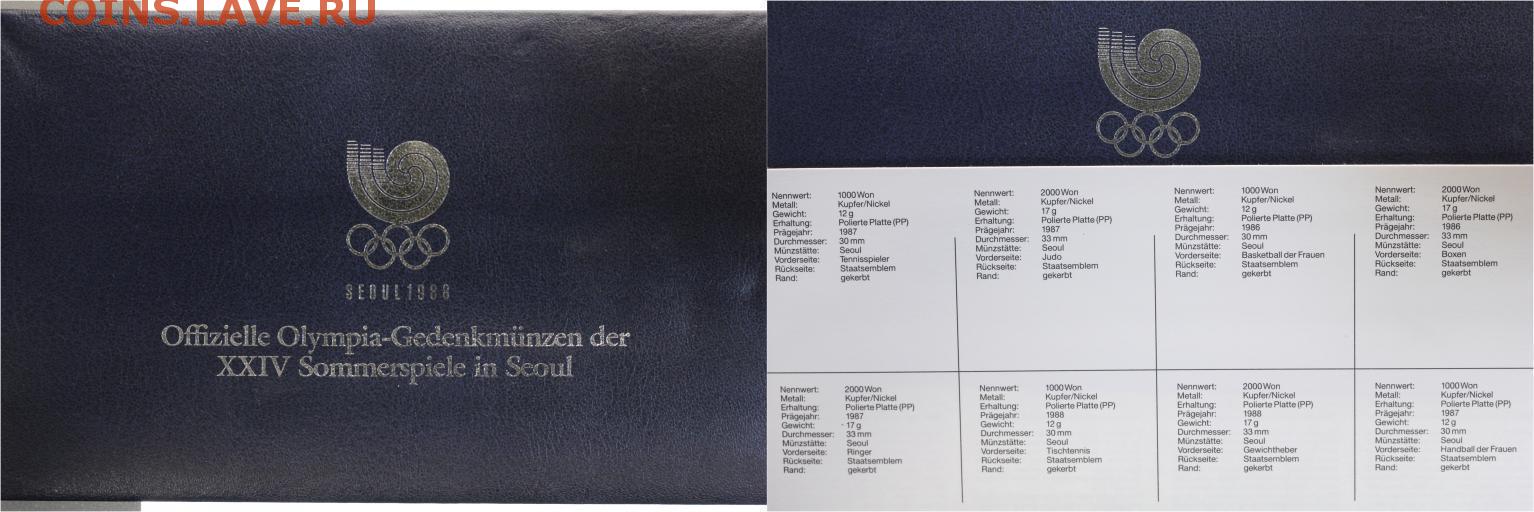 COINS.LAVE.RU
SEOUL1988
Offizielle Olympia-Gedenkmünzen der
XXIV Sommerspiele in Seoul
Nennwert: 1000 Won
Metall: Kupfer/Nickel
Gewicht: 12 g
Erhaltung: Polierte Platte (PP)
Prägejahr: 1987
Durchmesser: 30 mm
Münzstätte: Seoul
Vorderseite: Tennisspieler
Rückseite: Staatsemblem
Rand: gekerbt
Nennwert: 2000 Won
Metall: Kupfer/Nickel
Gewicht: 17 g
Erhaltung: Polierte Platte (PP)
Prägejahr: 1987
Durchmesser: 33 mm
Münzstätte: Seoul
Vorderseite: Judo
Rückseite: Staatsemblem
Rand: gekerbt
Nennwert: 1000 Won
Metall: Kupfer/Nickel
Gewicht: 12 g
Erhaltung: Polierte Platte (PP)
Prägejahr: 1986
Durchmesser: 30 mm
Münzstätte: Seoul
Vorderseite: Basketball der Frauen
Rückseite: Staatsemblem
Rand: gekerbt
Nennwert: 2000 Won
Metall: Kupfer/Nickel
Gewicht: 17 g
Erhaltung: Polierte Platte (PP)
Prägejahr: 1986
Durchmesser: 33 mm
Münzstätte: Seoul
Vorderseite: Boxen
Rückseite: Staatsemblem
Rand: gekerbt
Nennwert: 2000 Won
Metall: Kupfer/Nickel
Erhaltung: Polierte Platte (PP)
Prägejahr: 1987
Gewicht: 17 g
Durchmesser: 33 mm
Münzstätte: Seoul
Vorderseite: Ringer
Rückseite: Staatsemblem
Rand: gekerbt
Nennwert: 1000 Won
Metall: Kupfer/Nickel
Erhaltung: Polierte Platte (PP)
Prägejahr: 1988
Gewicht: 12 g
Durchmesser: 30 mm
Münzstätte: Seoul
Vorderseite: Tischtennis
Rückseite: Staatsemblem
Rand: gekerbt
Nennwert: 2000 Won
Metall: Kupfer/Nickel
Erhaltung: Polierte Platte (PP)
Prägejahr: 1988
Gewicht: 17 g
Durchmesser: 33 mm
Münzstätte: Seoul
Vorderseite: Gewichtheber
Rückseite: Staatsemblem
Rand: gekerbt
Nennwert: 1000 Won
Metall: Kupfer/Nickel
Erhaltung: Polierte Platte (PP)
Prägejahr: 1987
Gewicht: 12 g
Durchmesser: 30 mm
Münzstätte: Seoul
Vorderseite: Handball der Frauen
Rückseite: Staatsemblem
Rand: gekerbt